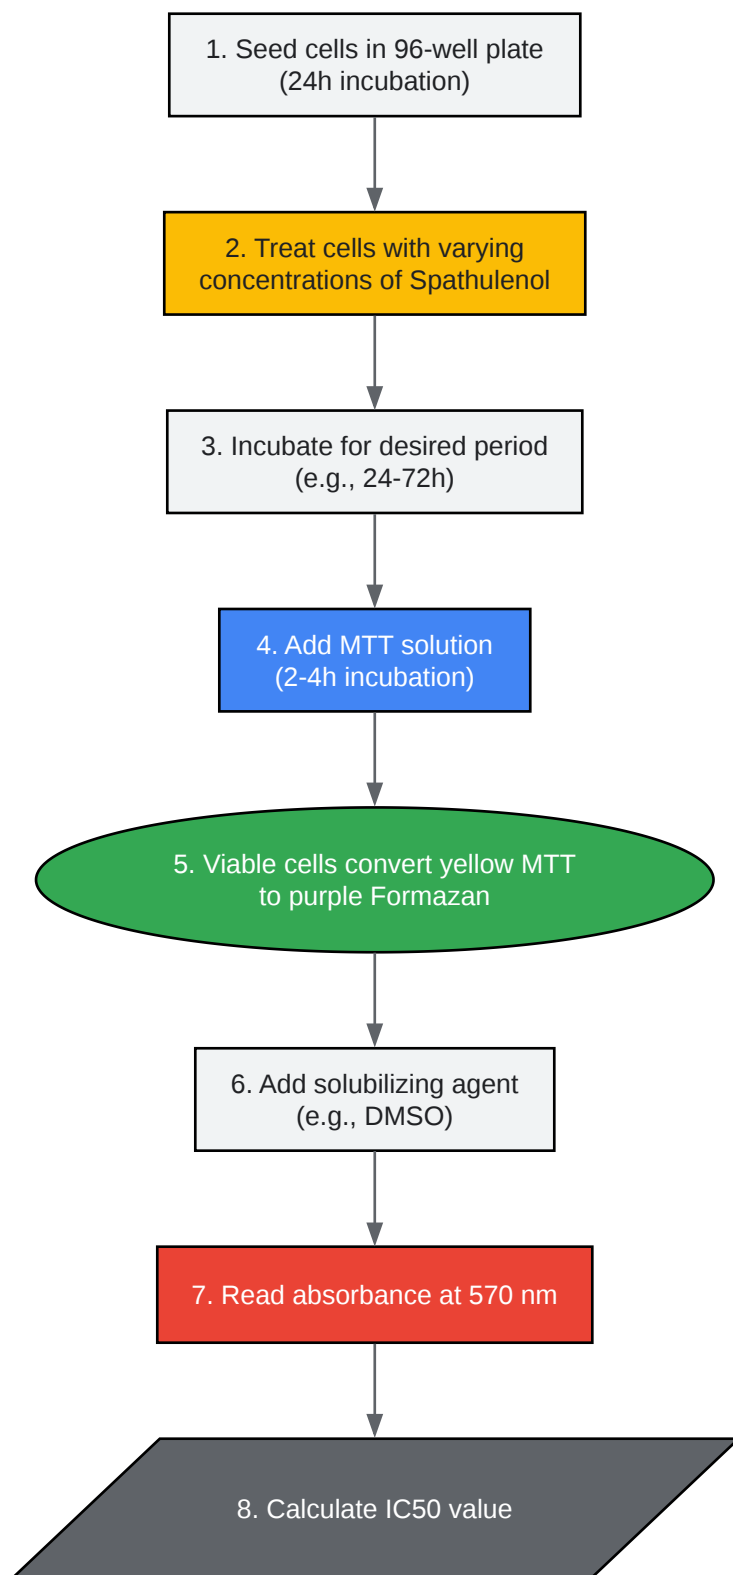 1. Seed cells in 96-well plate
(24h incubation)
2. Treat cells with varying
concentrations of Spathulenol
3. Incubate for desired period
(e.g., 24-72h)
4. Add MTT solution
(2-4h incubation)
5. Viable cells convert yellow MTT
to purple Formazan
6. Add solubilizing agent
(e.g., DMSO)
7. Read absorbance at 570 nm
8. Calculate IC50 value